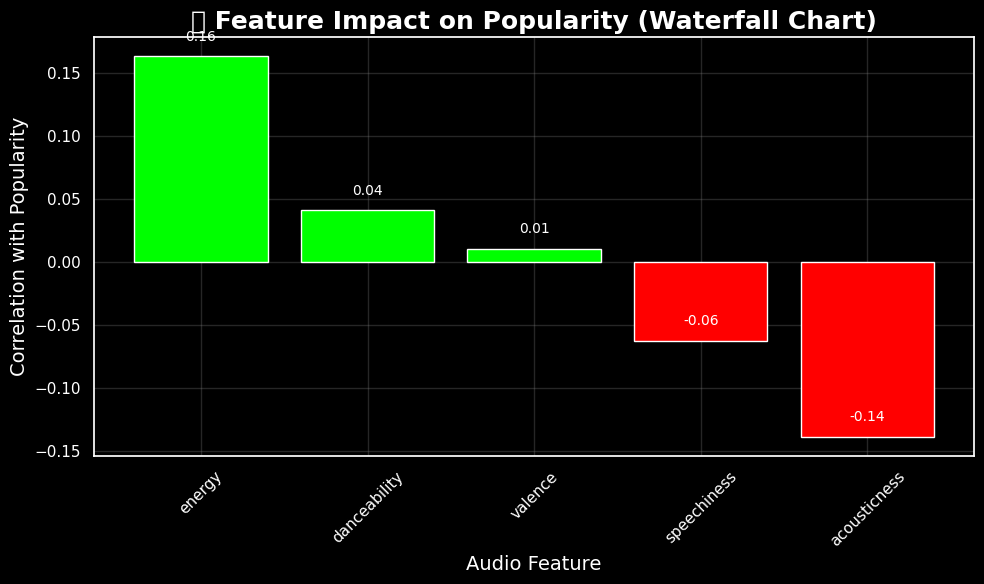 ▯ Feature Impact on Popularity (Waterfall Chart)
Correlation with Popularity
0.15
0.10
0.05
0.00
−0.05
−0.10
−0.15
0.16
0.04
0.01
-0.06
-0.14
energy
danceability
valence
speechiness
acousticness
Audio Feature